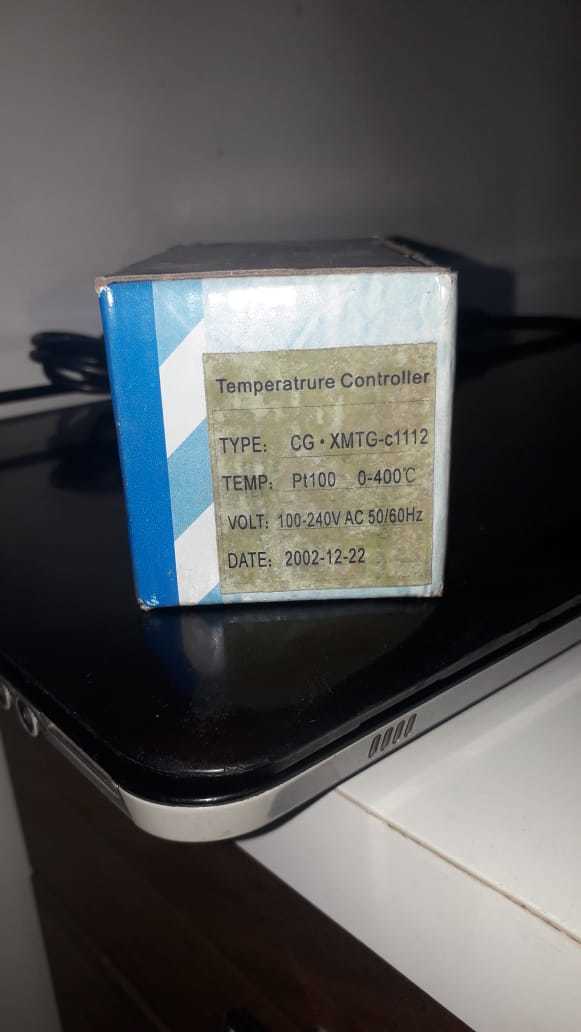 Temperatrure Controller
TYPE: CG·XMTG-c1112
TEMP: Pt100 0-400℃
VOLT: 100-240V AC 50/60Hz
DATE: 2002-12-22